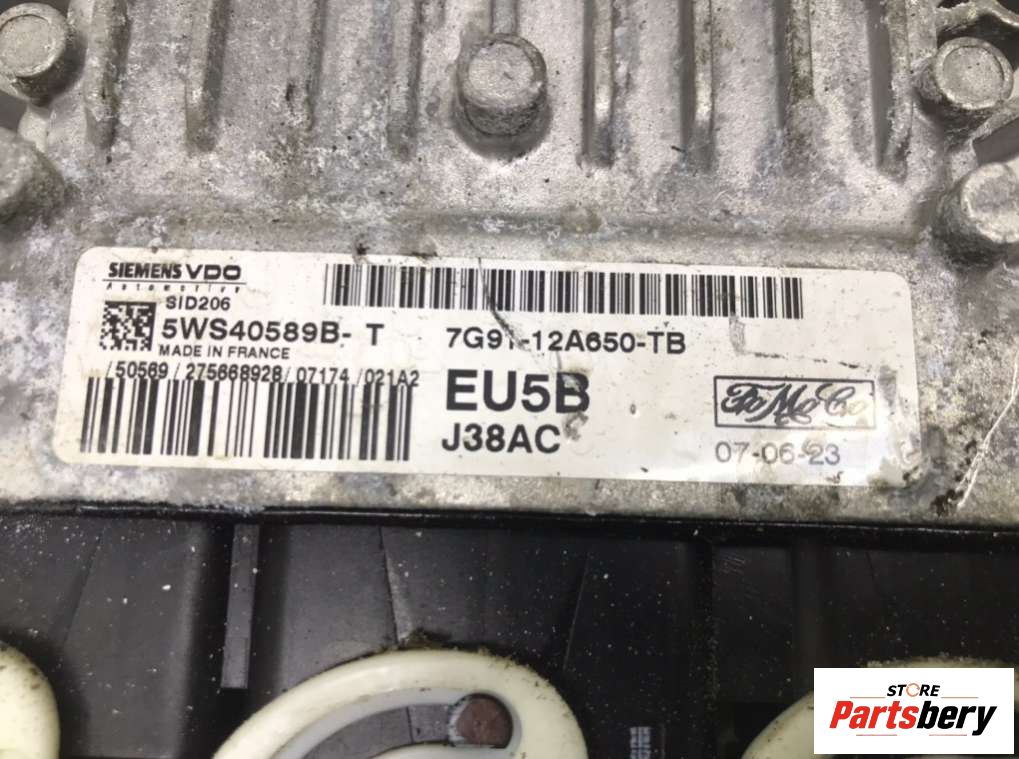 SIEMENS VDO
Automotive
SID206
5WS40589B- T
7G91-12A650-TB
MADE IN FRANCE
/50569 /275668928/07174 /021A2
EU5B
FoMoCo
J38AC
07-06-23
STORE
Partsbery